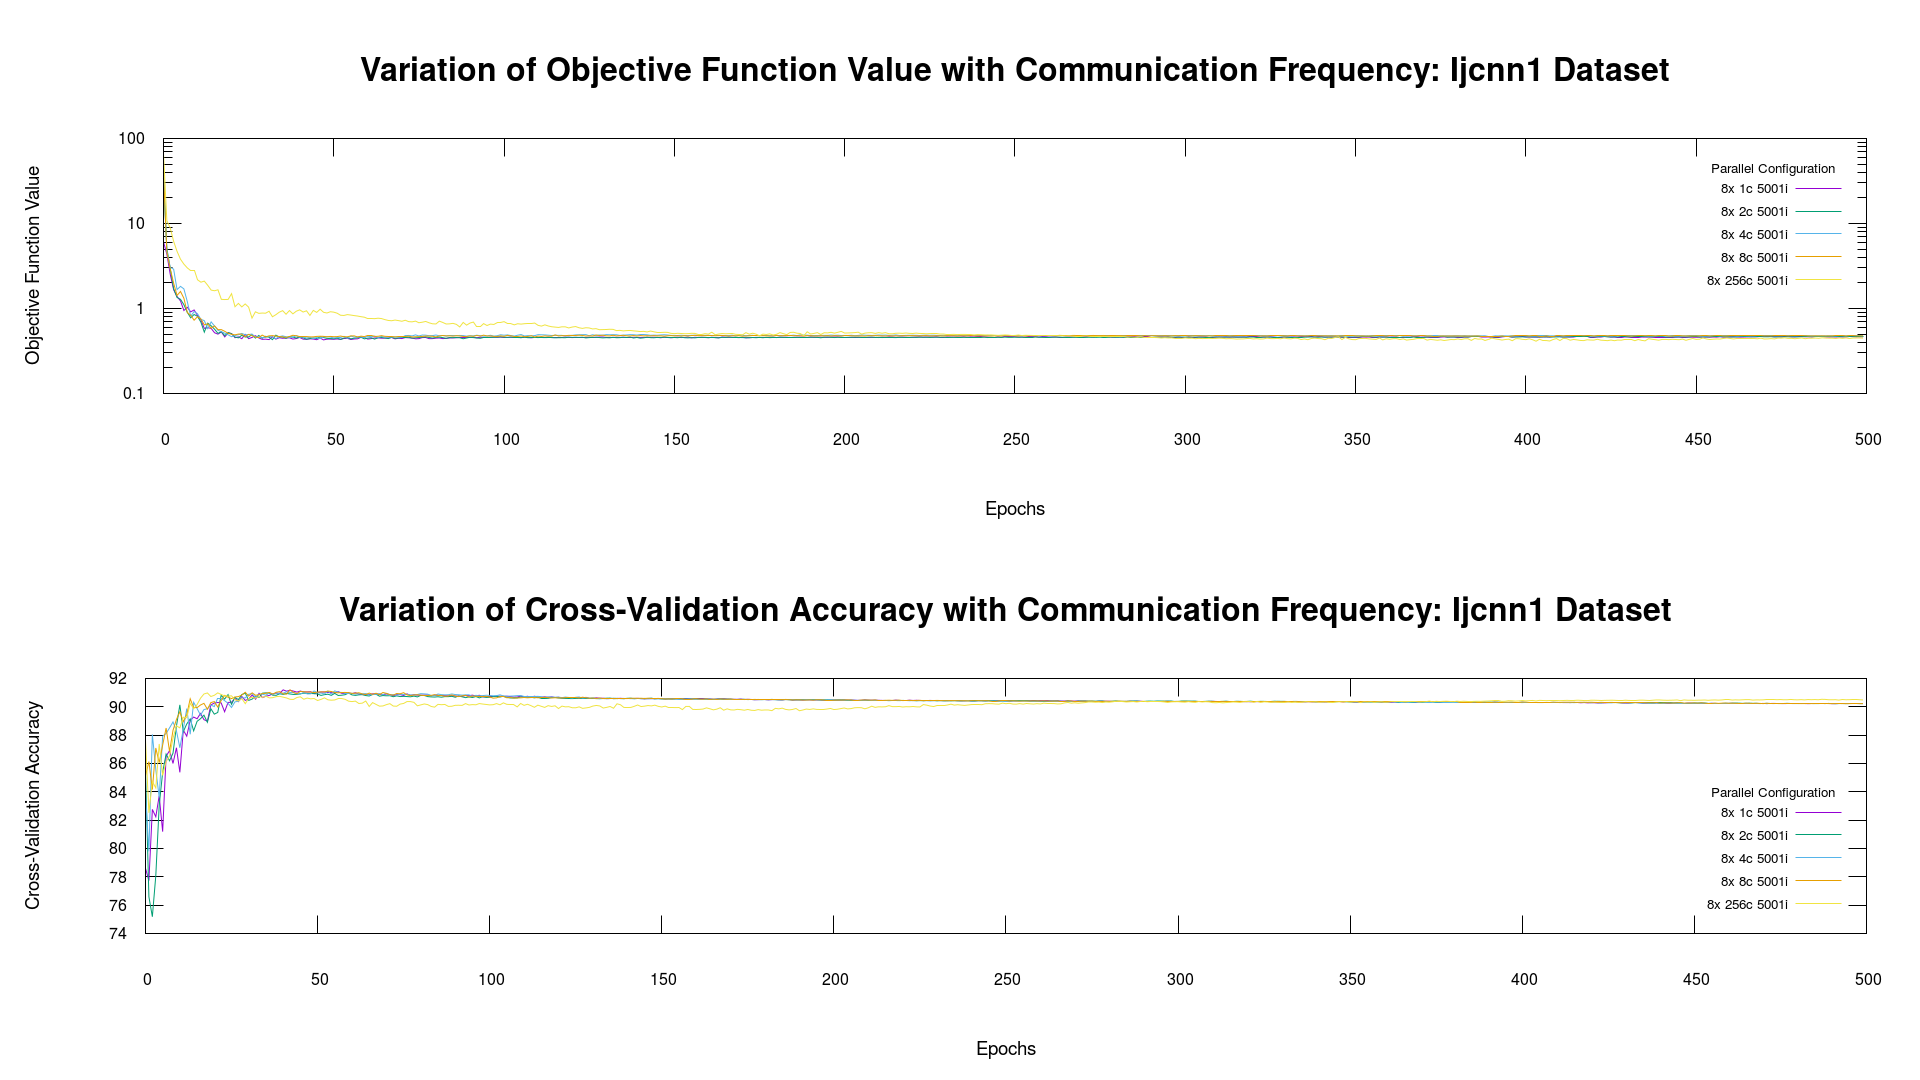 Variation of Objective Function Value with Communication Frequency: Ijcnn1 Dataset
100
10
1
0.1
Objective Function Value
Parallel Configuration
8x 1c 5001i
8x 2c 5001i
8x 4c 5001i
8x 8c 5001i
8x 256c 5001i
0 50 100 150 200 250 300 350 400 450 500
Epochs
Variation of Cross-Validation Accuracy with Communication Frequency: Ijcnn1 Dataset
92
90
88
86
84
82
80
78
76
74
Cross-Validation Accuracy
Parallel Configuration
8x 1c 5001i
8x 2c 5001i
8x 4c 5001i
8x 8c 5001i
8x 256c 5001i
0 50 100 150 200 250 300 350 400 450 500
Epochs